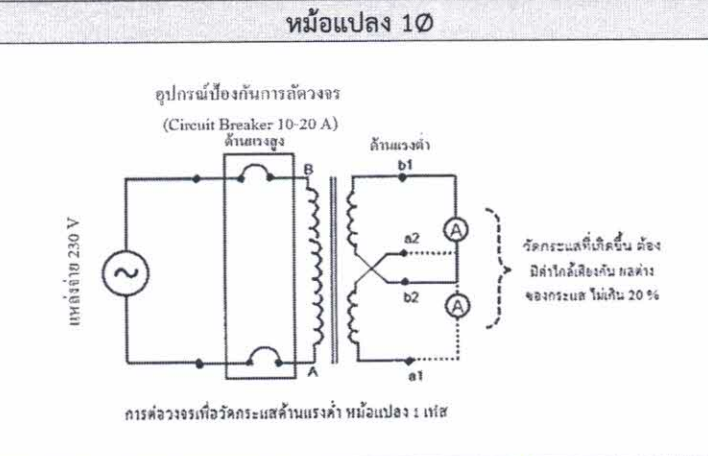 หม้อแปลง 1Ø
อุปกรณ์ป้องกันการลัดวงจร
(Circuit Breaker 10-20 A)
ด้านแรงสูง
ด้านแรงต่ำ
B
b1
A
a2
วัดกระแสที่เกิดขึ้น ต้อง
มีค่าใกล้เคียงกัน ผลต่าง
ของกระแส ไม่เกิน 20 %
b2
A
แหล่งจ่าย 230 V
A
a1
การต่อวงจรเพื่อวัดกระแสด้านแรงต่ำ หม้อแปลง 1 เฟส